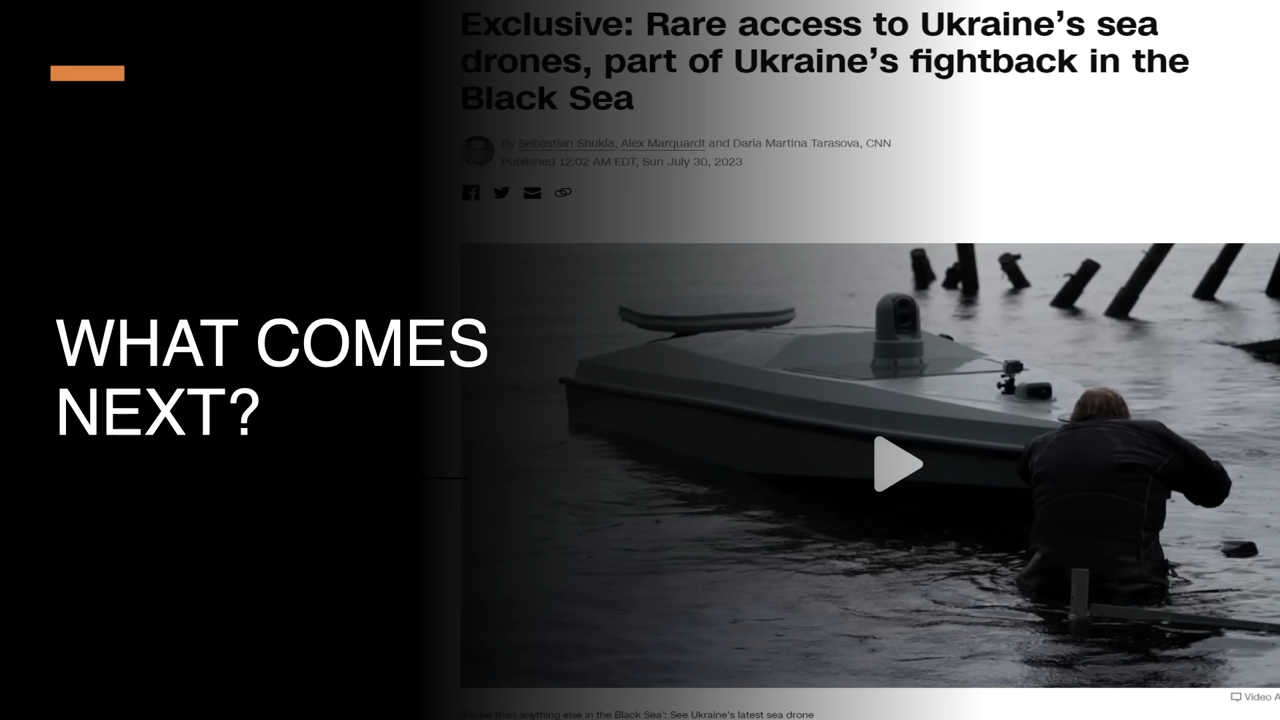 Exclusive: Rare access to Ukraine’s sea
drones, part of Ukraine’s fightback in the
Black Sea
By Sebastian Shukla, Alex Marquardt and Daria Martina Tarasova, CNN
Published 12:02 AM EDT, Sun July 30, 2023
WHAT COMES
NEXT?
Video A
'Faster than anything else in the Black Sea': See Ukraine's latest sea drone